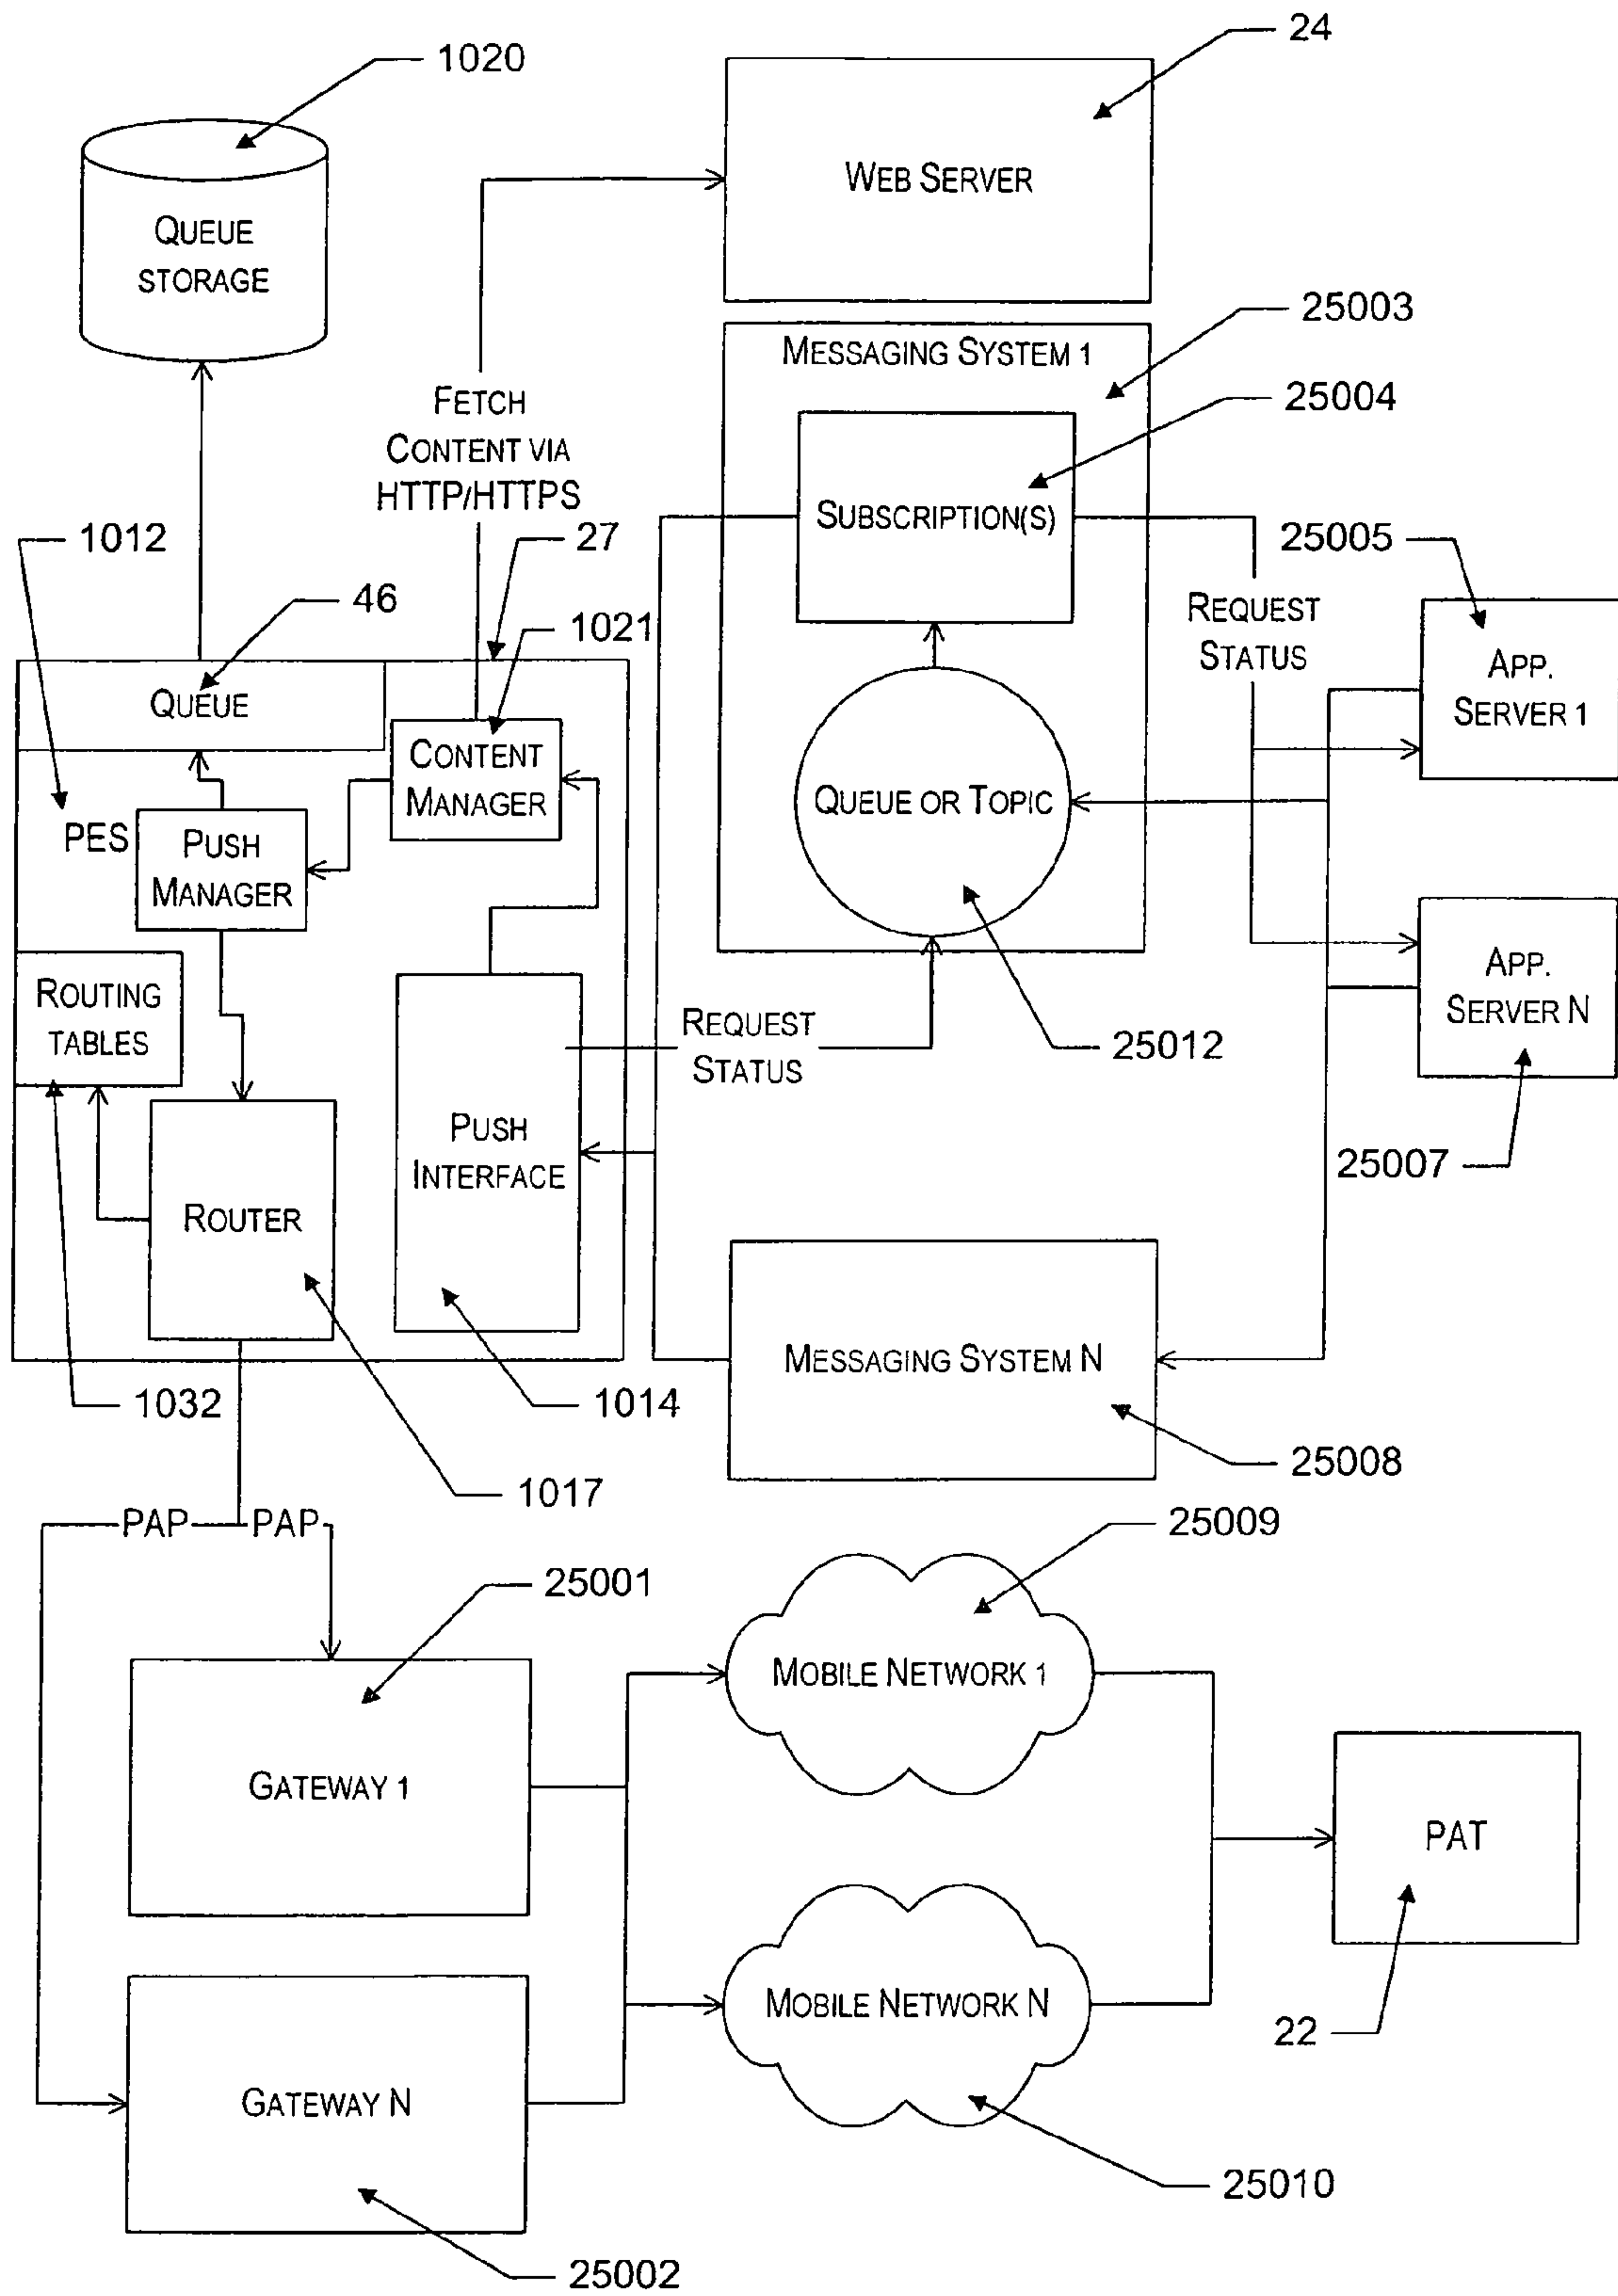 24
1020
WEB SERVER
QUEUE
STORAGE
25003
MESSAGING SYSTEM 1
25004
FETCH
CONTENT VIA
HTTP/HTTPS
SUBSCRIPTION(S)
1012
27
25005
46
1021
REQUEST
STATUS
QUEUE
APP.
SERVER 1
CONTENT
MANAGER
QUEUE OR TOPIC
PES
PUSH
MANAGER
ROUTING
TABLES
APP.
SERVER N
REQUEST
STATUS
25012
PUSH
INTERFACE
25007
ROUTER
MESSAGING SYSTEM N
1032
1014
25008
1017
PAP
PAP
25009
25001
MOBILE NETWORK 1
GATEWAY 1
PAT
MOBILE NETWORK N
22
GATEWAY N
25010
25002